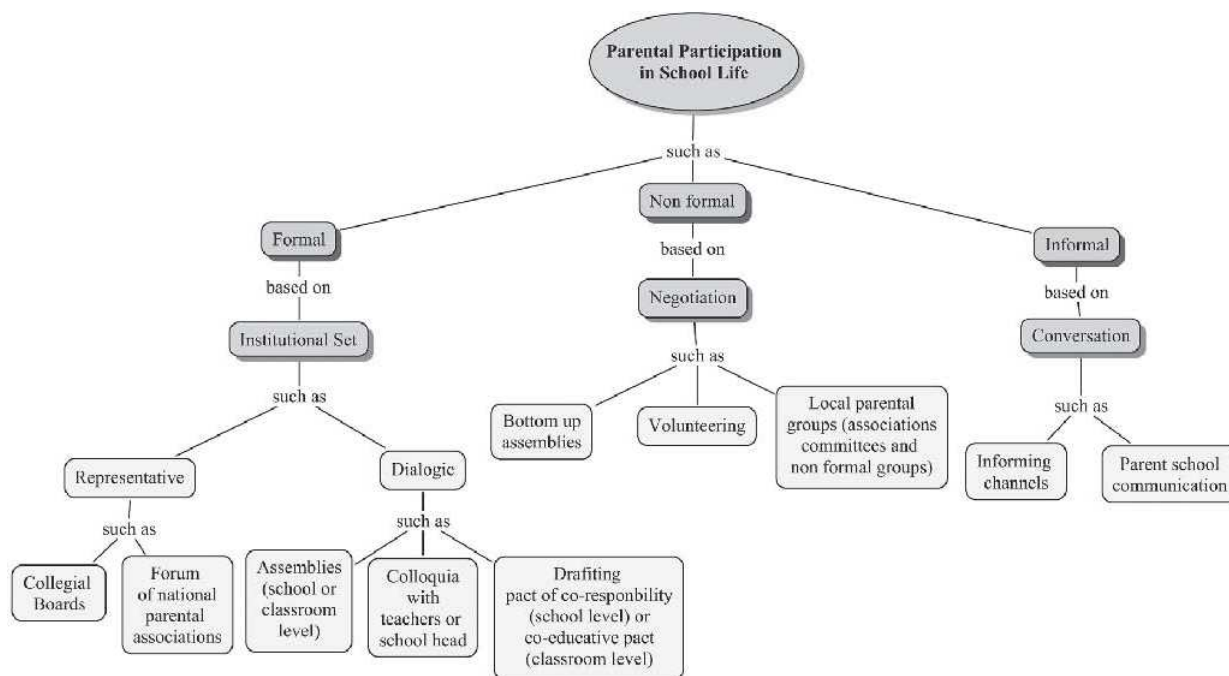 Parental Participation
in School Life
such as
Formal
Non formal
Informal
based on
based on
based on
Institutional Set
Negotiation
Conversation
such as
such as
such as
Representative
Dialogic
Bottom up
assemblies
Volunteering
Local parental
groups (associations
committees and
non formal groups)
Informing
channels
Parent school
communication
such as
such as
Collegial
Boards
Forum
of national
parental
associations
Assemblies
(school or
classroom
level)
Colloquia
with
teachers or
school head
Drafiting
pact of co-responbility
(school level) or
co-educative pact
(classroom level)